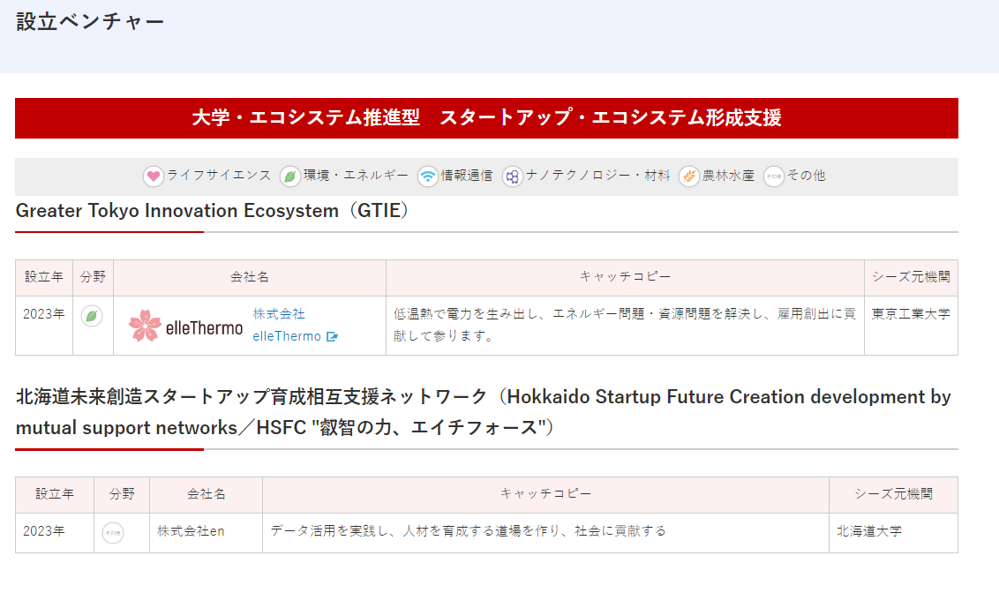 設立ベンチャー
大学・エコシステム推進型　スタートアップ・エコシステム形成支援
ライフサイエンス 環境・エネルギー 情報通信 ナノテクノロジー・材料 農林水産 その他 その他
Greater Tokyo Innovation Ecosystem（GTIE）
設立年 分野 会社名 キャッチコピー シーズ元機関
2023年 elleThermo 株式会社 低温熱で電力を生み出し、エネルギー問題・資源問題を解決し、雇用創出に貢 東京工業大学
elleThermo 献して参ります。
北海道未来創造スタートアップ育成相互支援ネットワーク（Hokkaido Startup Future Creation development by
mutual support networks／HSFC "叡智の力、エイチフォース"）
設立年 分野 会社名 キャッチコピー シーズ元機関
2023年 その他 株式会社en データ活用を実践し、人材を育成する道場を作り、社会に貢献する 北海道大学